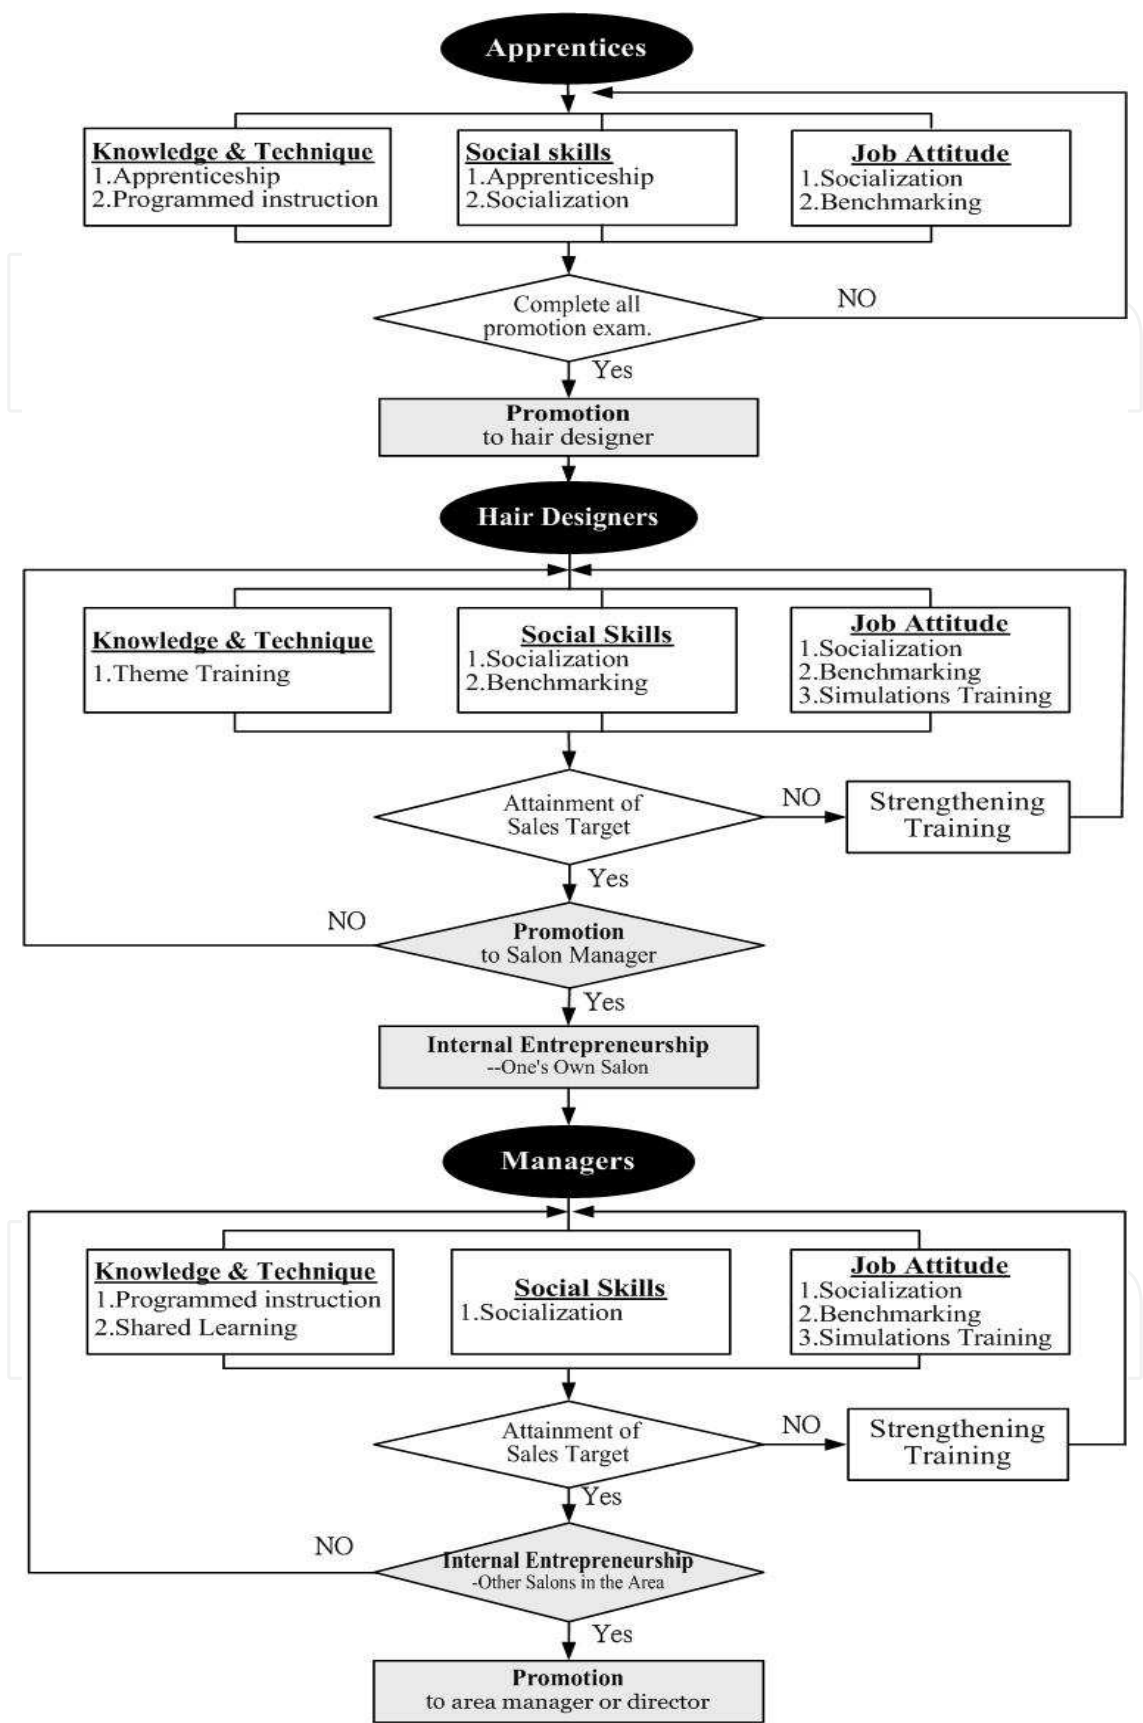 Apprentices
Knowledge & Technique
1.Apprenticeship
2.Programmed instruction
Social skills
1.Apprenticeship
2.Socialization
Job Attitude
1.Socialization
2.Benchmarking
Complete all
promotion exam.
NO
Yes
Promotion
to hair designer
Hair Designers
Knowledge & Technique
1.Theme Training
Social Skills
1.Socialization
2.Benchmarking
Job Attitude
1.Socialization
2.Benchmarking
3.Simulations Training
Attainment of
Sales Target
NO
Strengthening
Training
Yes
Promotion
to Salon Manager
NO
Yes
Internal Entrepreneurship
--One's Own Salon
Managers
Knowledge & Technique
1.Programmed instruction
2.Shared Learning
Social Skills
1.Socialization
Job Attitude
1.Socialization
2.Benchmarking
3.Simulations Training
Attainment of
Sales Target
NO
Strengthening
Training
Yes
Internal Entrepreneurship
-Other Salons in the Area
NO
Yes
Promotion
to area manager or director